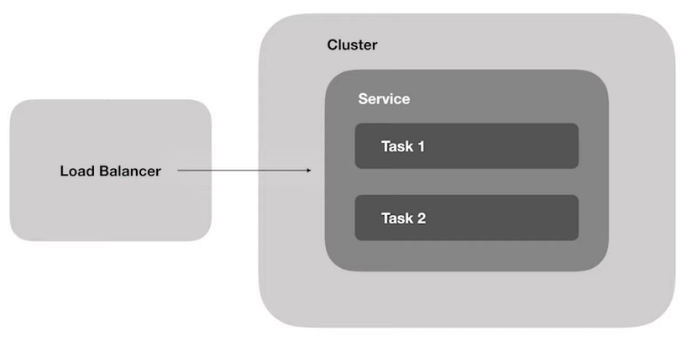 Cluster
Service
Task 1
Load Balancer
Task 2